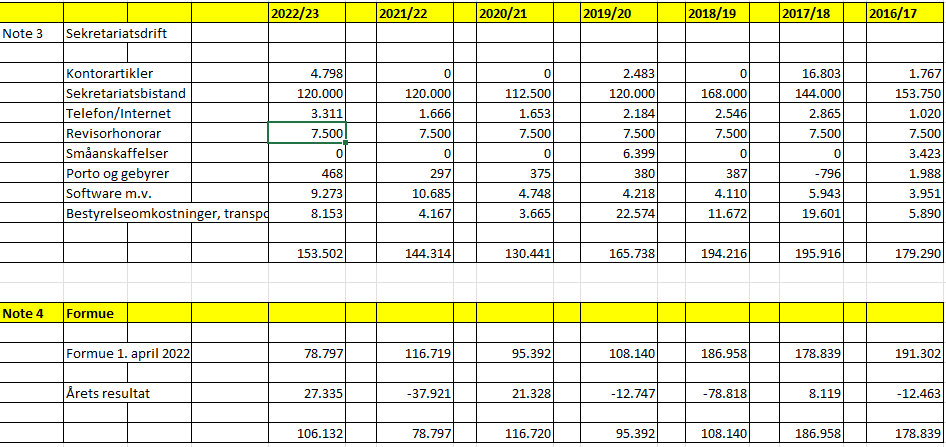 2022/23 2021/22 2020/21 2019/20 2018/19 2017/18 2016/17
Note 3 Sekretariatsdrift
Kontorartikler 4.798 0 0 2.483 0 16.803 1.767
Sekretariatsbistand 120.000 120.000 112.500 120.000 168.000 144.000 153.750
Telefon/Internet 3.311 1.666 1.653 2.184 2.546 2.865 1.020
Revisorhonorar 7.500 7.500 7.500 7.500 7.500 7.500 7.500
Småanskaffelser 0 0 0 6.399 0 0 3.423
Porto og gebyrer 468 297 375 380 387 -796 1.988
Software m.v. 9.273 10.685 4.748 4.218 4.110 5.943 3.951
Bestyrelseomkostninger, transpo 8.153 4.167 3.665 22.574 11.672 19.601 5.890
153.502 144.314 130.441 165.738 194.216 195.916 179.290
Note 4 Formue
Formue 1. april 2022 78.797 116.719 95.392 108.140 186.958 178.839 191.302
Årets resultat 27.335 -37.921 21.328 -12.747 -78.818 8.119 -12.463
106.132 78.797 116.720 95.392 108.140 186.958 178.839